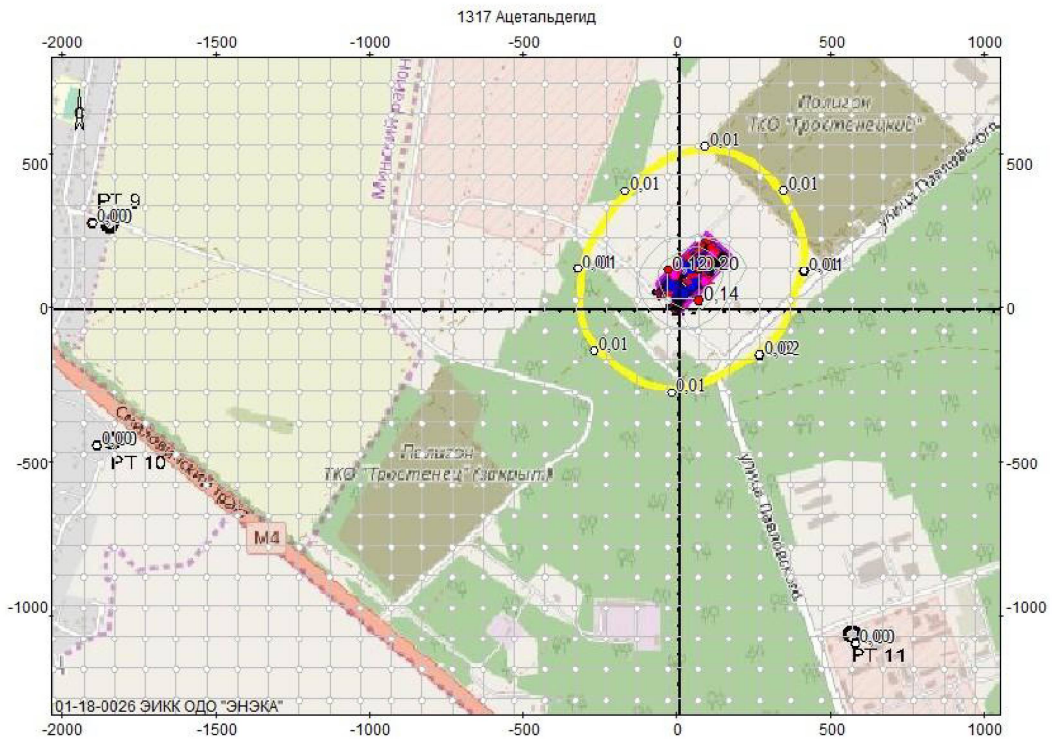 1317 Ацетальдегид
-2000 -1500 -1000 -500 0 500 1000
Полигон
ТКО "Тростенецкий"
улица Павловского
500 500
0,01
0,01 0,01
РТ 9
0,00
0,01 0,12 0,20 0,01
0,14
0 0
0,01 0,02
0,01
0,00
РТ 10
-500 -500
Полигон
ТКО "Тростенец" (закрыт.)
улица Павловского
М4
-1000 -1000
0,00
РТ 11
01-18-0026 ЭИКК ОДО "ЭНЭКА"
-2000 -1500 -1000 -500 0 500 1000